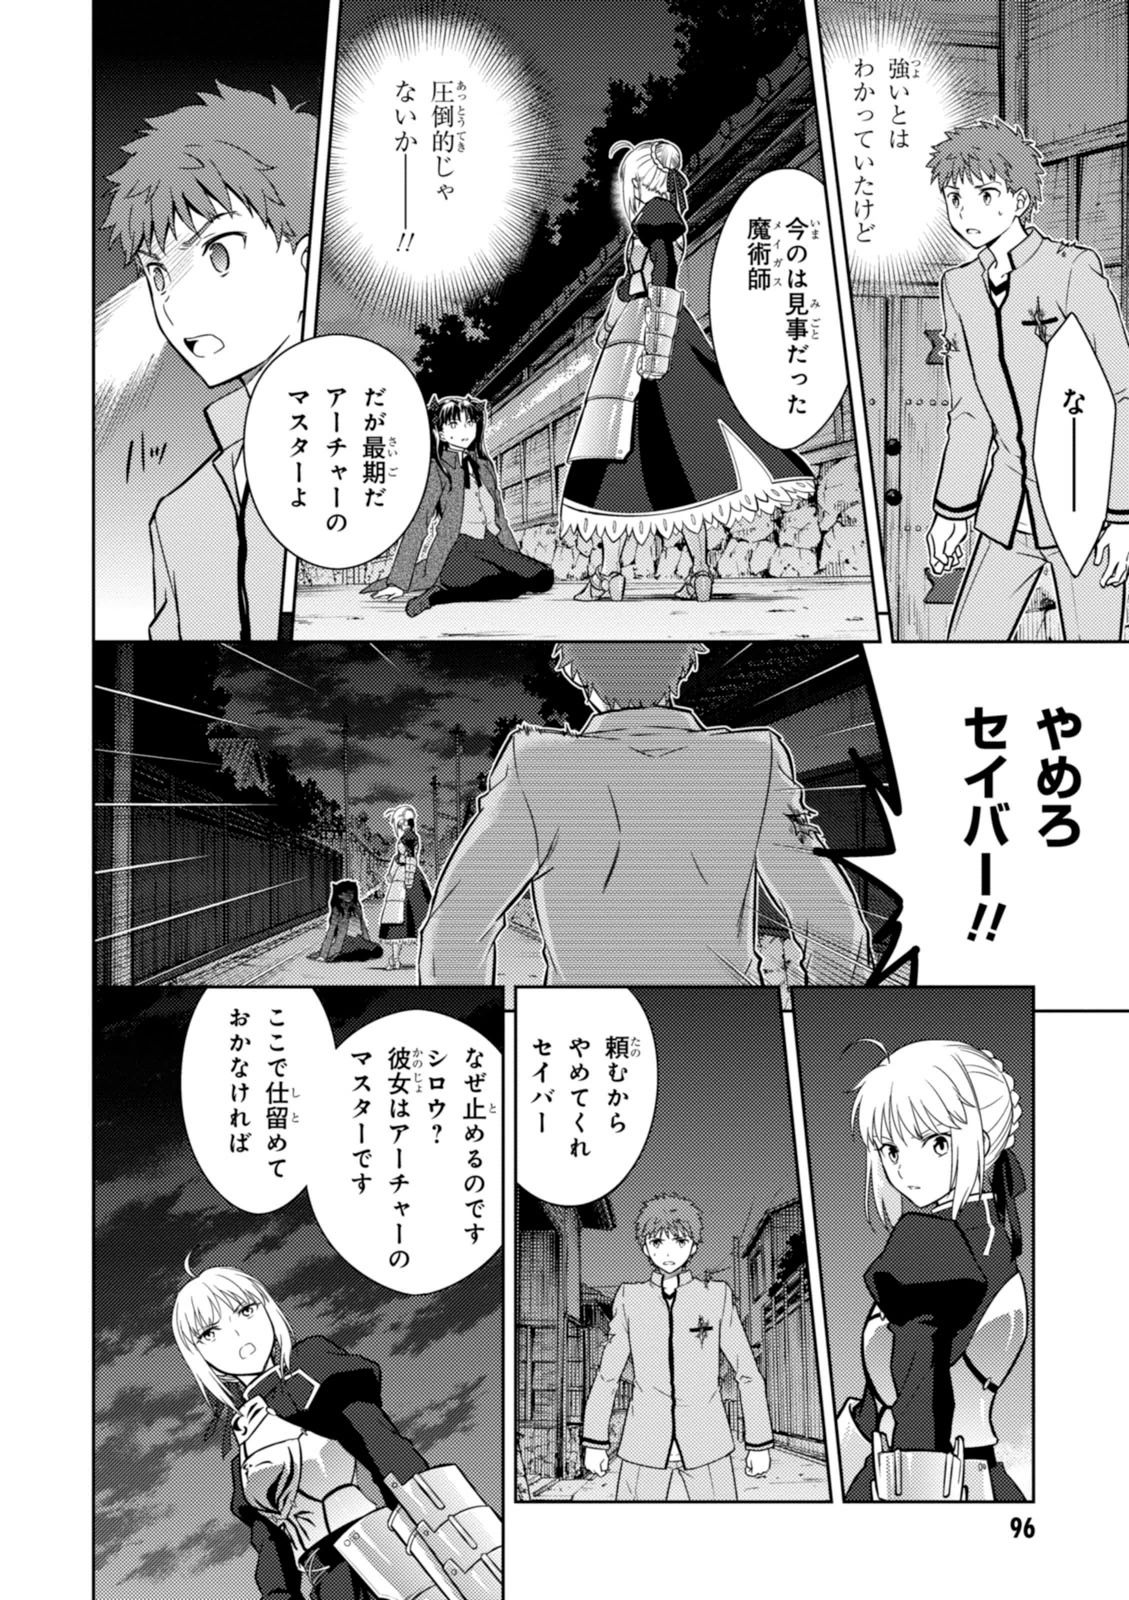 な――
強いとは
わかっていたけど
今のは見事だった
魔術師
メイガス
圧倒的じゃ
ないか――!!
だが最期だ
アーチャーの
マスターよ
やめろ
セイバー!!
頼むから
やめてくれ
セイバー
なぜ止めるのです
シロウ?
彼女はアーチャーの
マスターです
ここで仕留めて
おかなければ
96